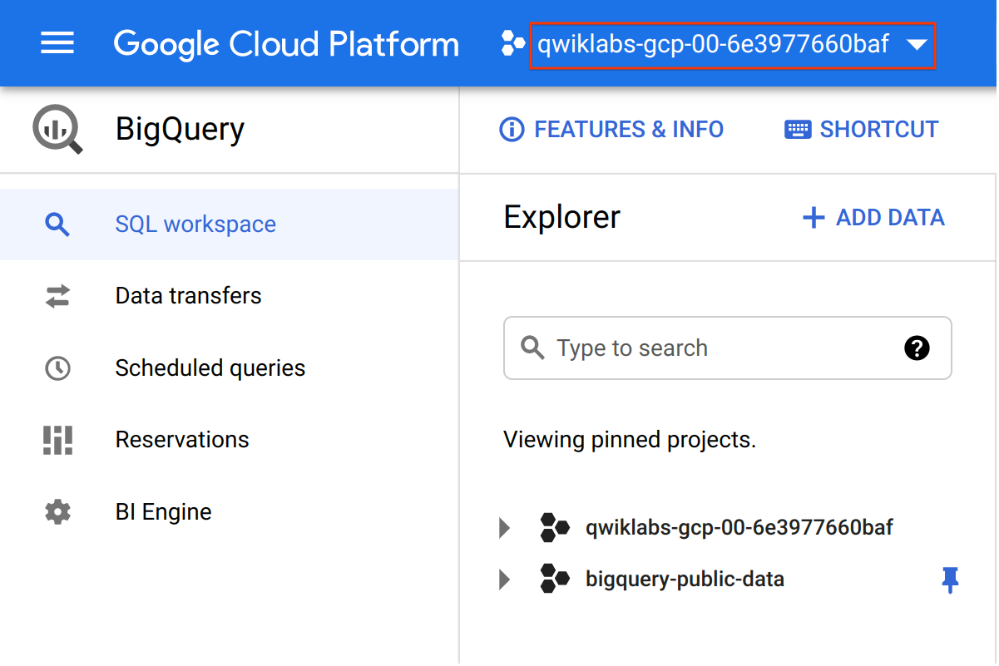 Google Cloud Platform
qwiklabs-gcp-00-6e3977660baf
BigQuery
FEATURES & INFO
SHORTCUT
SQL workspace
Data transfers
Scheduled queries
Reservations
BI Engine
Explorer
ADD DATA
Type to search
Viewing pinned projects.
qwiklabs-gcp-00-6e3977660baf
bigquery-public-data